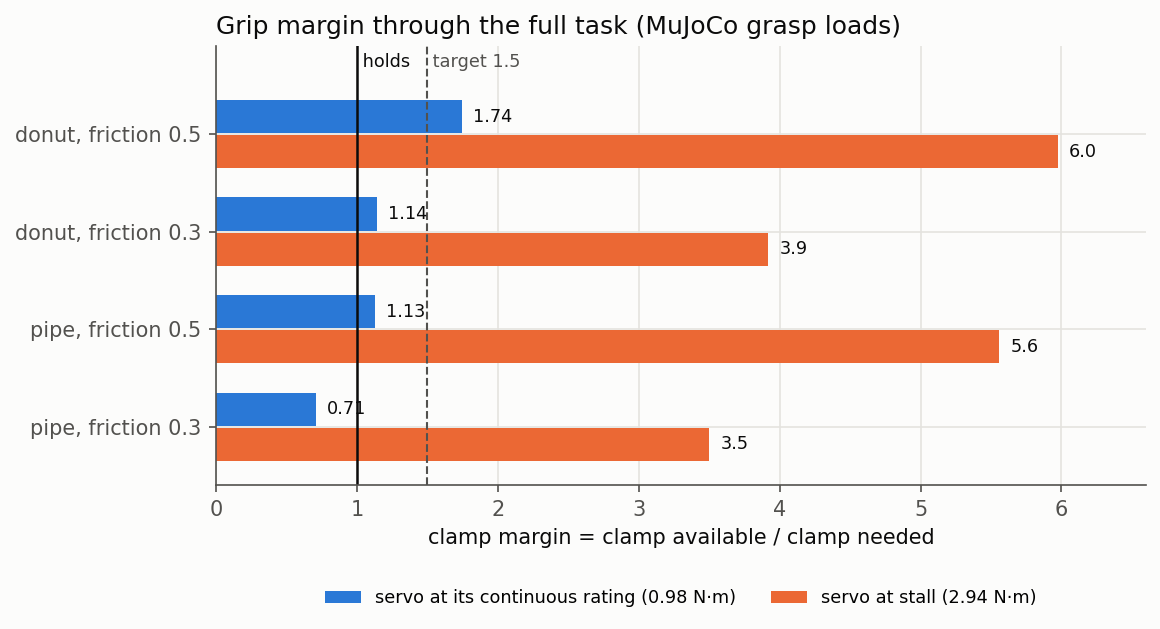 Grip margin through the full task (MuJoCo grasp loads)
holds
target 1.5
donut, friction 0.5
1.74
6.0
donut, friction 0.3
1.14
3.9
pipe, friction 0.5
1.13
5.6
pipe, friction 0.3
0.71
3.5
0 1 2 3 4 5 6
clamp margin = clamp available / clamp needed
servo at its continuous rating (0.98 N·m)
servo at stall (2.94 N·m)